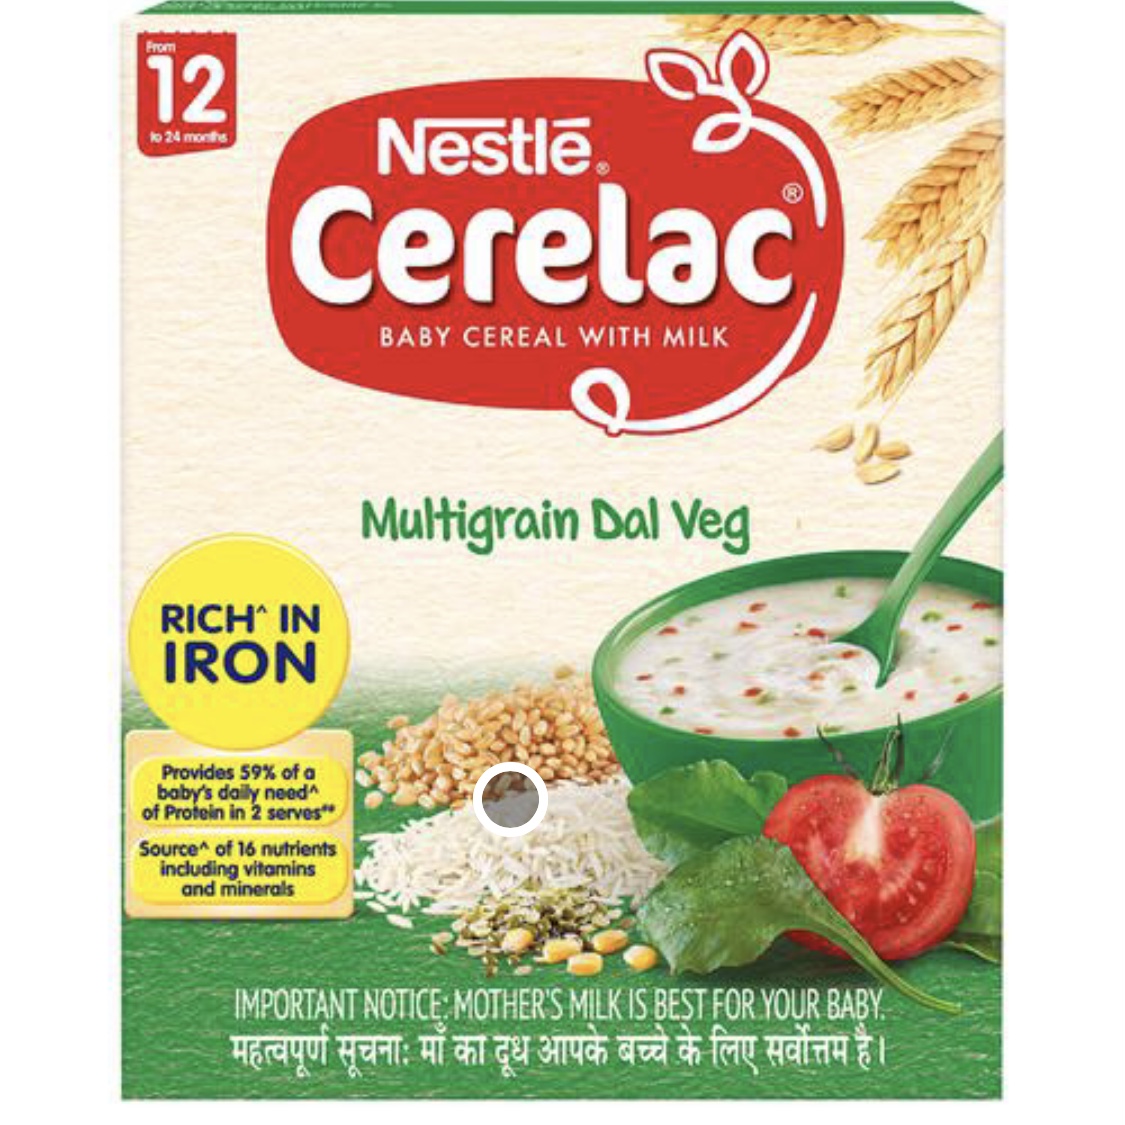 From
12
to 24 months
Nestlé®
Cerelac®
BABY CEREAL WITH MILK
Multigrain Dal Veg
RICH^ IN
IRON
Provides 59% of a
baby's daily need^
of Protein in 2 serves**
Source^ of 16 nutrients
including vitamins
and minerals
IMPORTANT NOTICE: MOTHER'S MILK IS BEST FOR YOUR BABY.
महत्वपूर्ण सूचना: माँ का दूध आपके बच्चे के लिए सर्वोत्तम है।